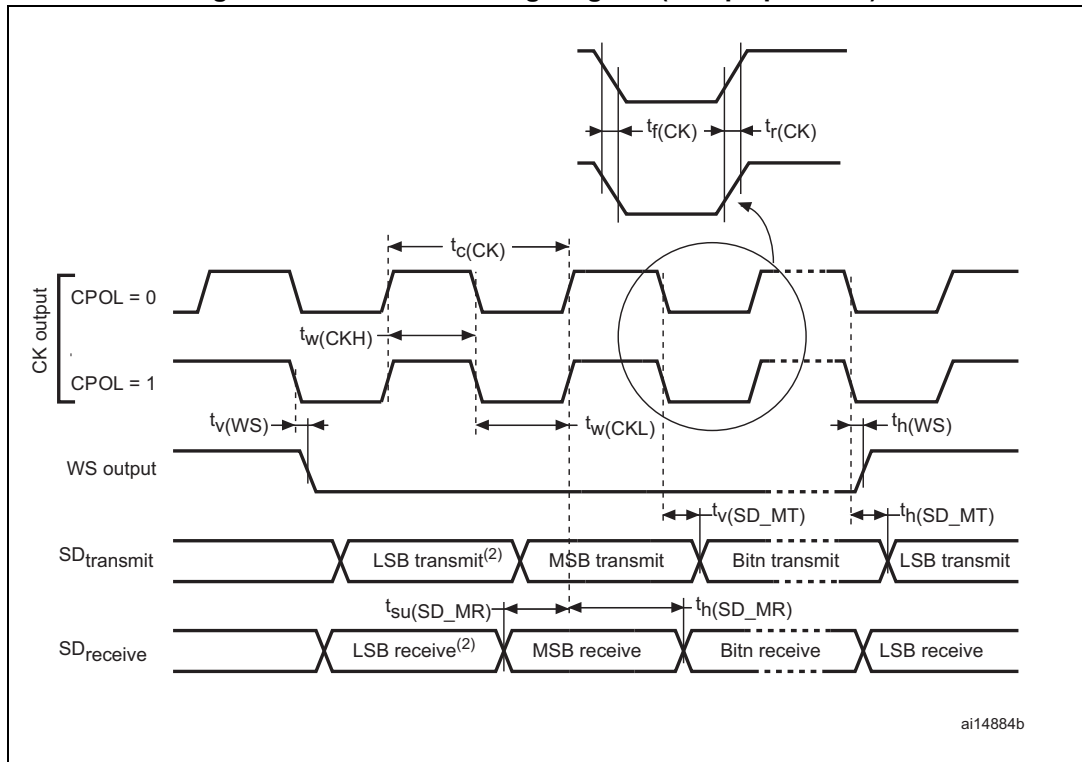 tf(CK)
tr(CK)
tc(CK)
CK output
CPOL = 0
tw(CKH)
CPOL = 1
tv(WS)
tw(CKL)
th(WS)
WS output
tv(SD_MT)
th(SD_MT)
SDtransmit
LSB transmit(2)
MSB transmit
Bitn transmit
LSB transmit
tsu(SD_MR)
th(SD_MR)
SDreceive
LSB receive(2)
MSB receive
Bitn receive
LSB receive
ai14884b